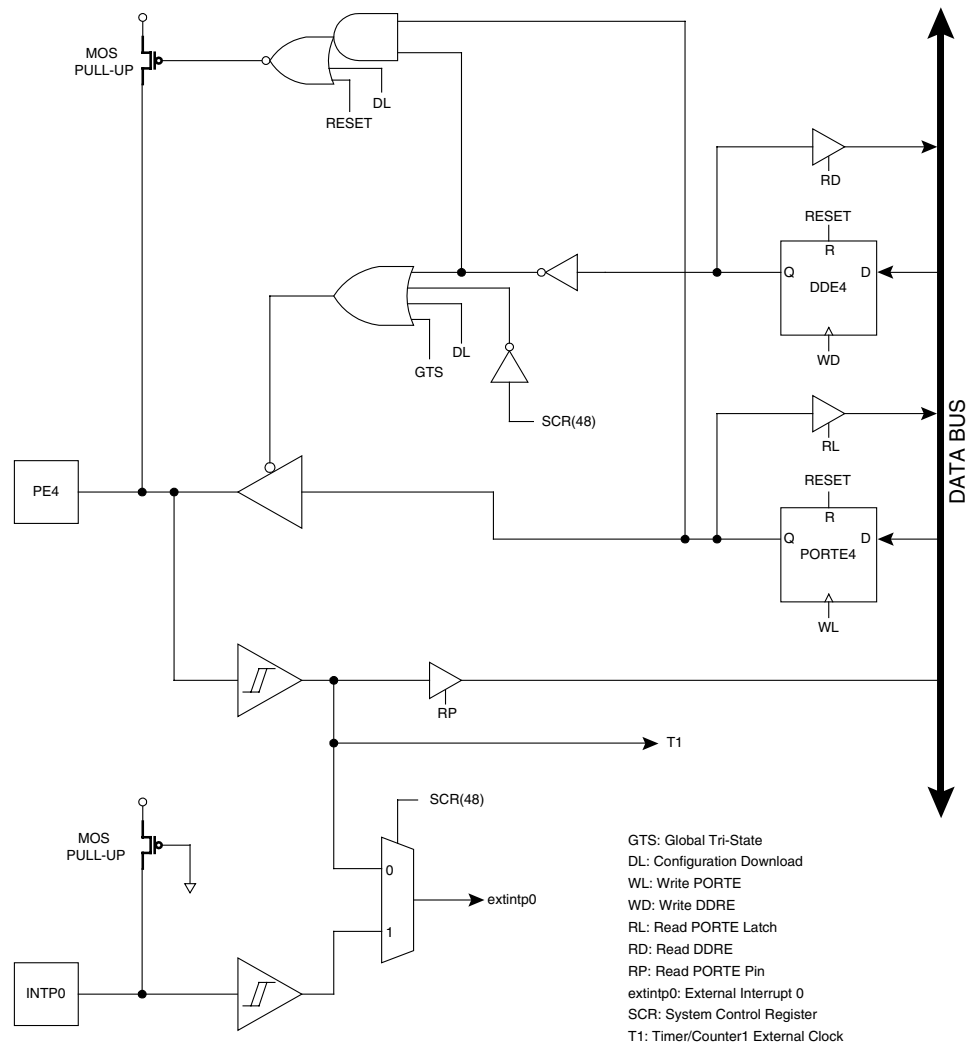 MOS
PULL-UP
DL
RESET
RD
RESET
R
Q
D
DDE4
WD
DL
GTS
SCR(48)
RL
DATA BUS
PE4
RESET
R
Q
D
PORTE4
WL
RP
T1
SCR(48)
MOS
PULL-UP
0
extintp0
1
INTP0
GTS: Global Tri-State
DL: Configuration Download
WL: Write PORTE
WD: Write DDRE
RL: Read PORTE Latch
RD: Read DDRE
RP: Read PORTE Pin
extintp0: External Interrupt 0
SCR: System Control Register
T1: Timer/Counter1 External Clock